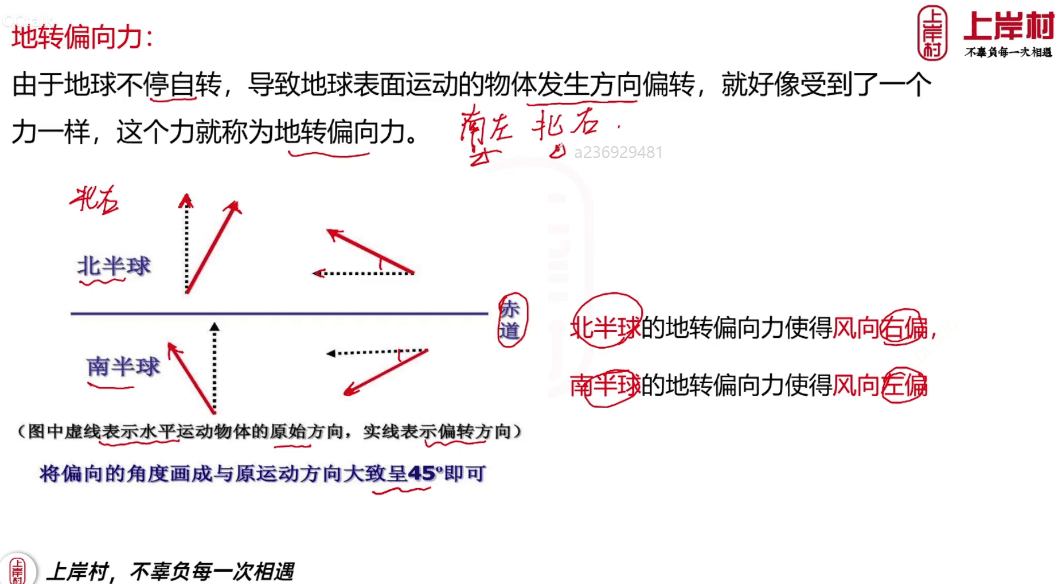 地转偏向力：
上岸村
上岸村
不辜负每一次相遇
由于地球不停自转，导致地球表面运动的物体发生方向偏转，就好像受到了一个
力一样，这个力就称为地转偏向力。
南左 北右.
a236929481
北右
北半球
赤道
南半球
北半球的地转偏向力使得风向右偏，
南半球的地转偏向力使得风向左偏
（图中虚线表示水平运动物体的原始方向，实线表示偏转方向）
将偏向的角度画成与原运动方向大致呈45°即可
上岸村
上岸村，不辜负每一次相遇